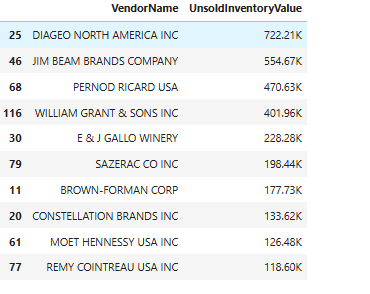 VendorName UnsoldInventoryValue
25 DIAGEO NORTH AMERICA INC 722.21K
46 JIM BEAM BRANDS COMPANY 554.67K
68 PERNOD RICARD USA 470.63K
116 WILLIAM GRANT & SONS INC 401.96K
30 E & J GALLO WINERY 228.28K
79 SAZERAC CO INC 198.44K
11 BROWN-FORMAN CORP 177.73K
20 CONSTELLATION BRANDS INC 133.62K
61 MOET HENNESSY USA INC 126.48K
77 REMY COINTREAU USA INC 118.60K